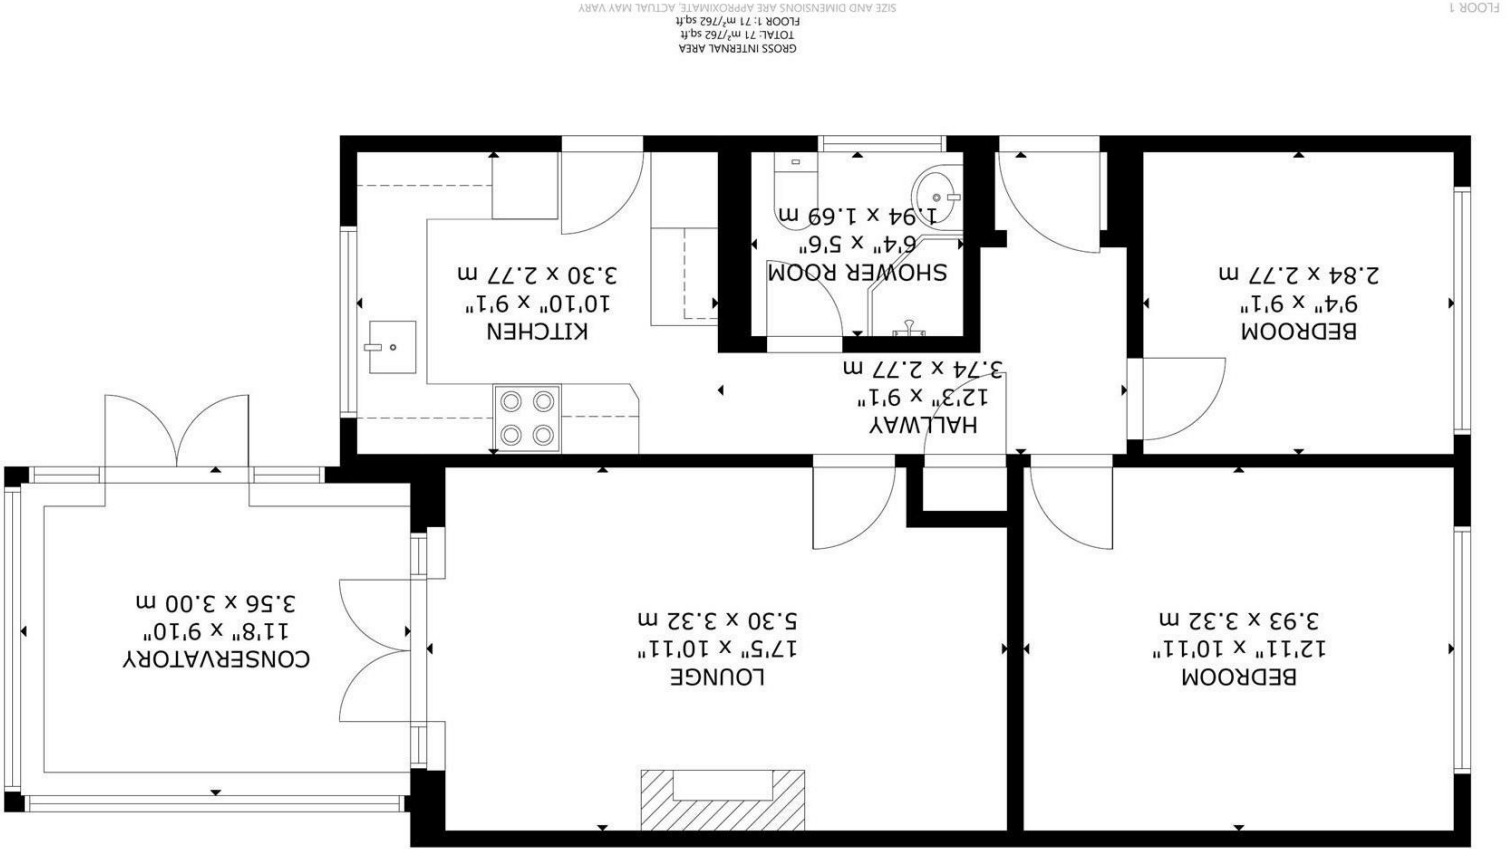 BEDROOM
12'11" x 10'11"
3.93 x 3.32 m
LOUNGE
17'5" x 10'11"
5.30 x 3.32 m
CONSERVATORY
11'8" x 9'10"
3.56 x 3.00 m
HALLWAY
12'3" x 9'1"
3.74 x 2.77 m
BEDROOM
9'4" x 9'1"
2.84 x 2.77 m
SHOWER ROOM
6'4" x 5'6"
1.94 x 1.69 m
KITCHEN
10'10" x 9'1"
3.30 x 2.77 m
GROSS INTERNAL AREA
TOTAL: 71 m²/762 sq.ft
FLOOR 1: 71 m²/762 sq.ft
SIZE AND DIMENSIONS ARE APPROXIMATE, ACTUAL MAY VARY
FLOOR 1